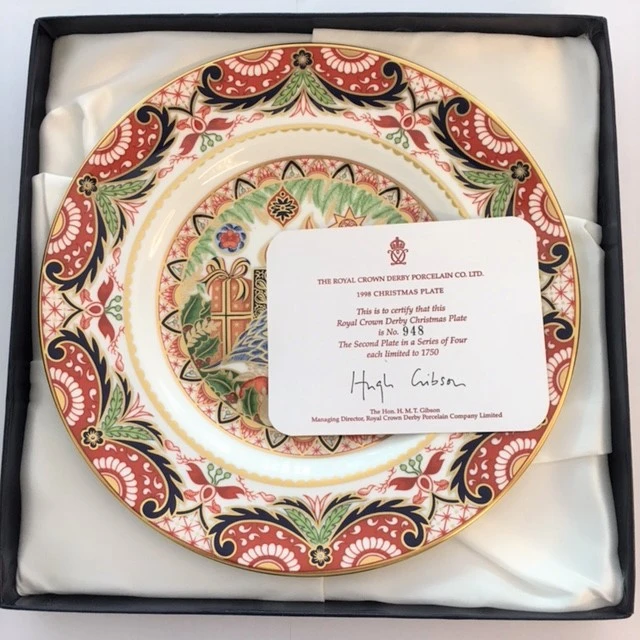 THE ROYAL CROWN DERBY PORCELAIN CO. LTD.
1998 CHRISTMAS PLATE
This is to certify that this
Royal Crown Derby Christmas Plate
is No. 948
The Second Plate in a Series of Four
each limited to 1750
Hugh Gibson
The Hon. H. M. T. Gibson
Managing Director, Royal Crown Derby Porcelain Company Limited